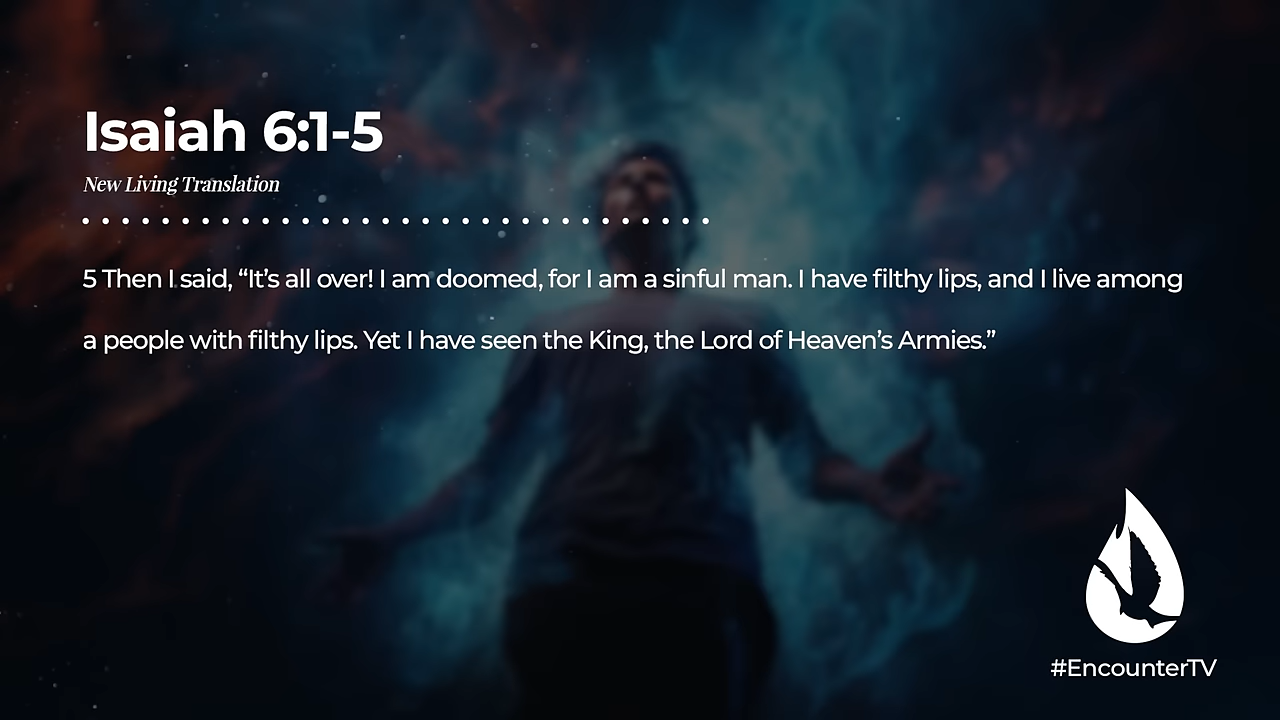 Isaiah 6:1-5
New Living Translation
5 Then I said, “It’s all over! I am doomed, for I am a sinful man. I have filthy lips, and I live among
a people with filthy lips. Yet I have seen the King, the Lord of Heaven’s Armies.”
#EncounterTV